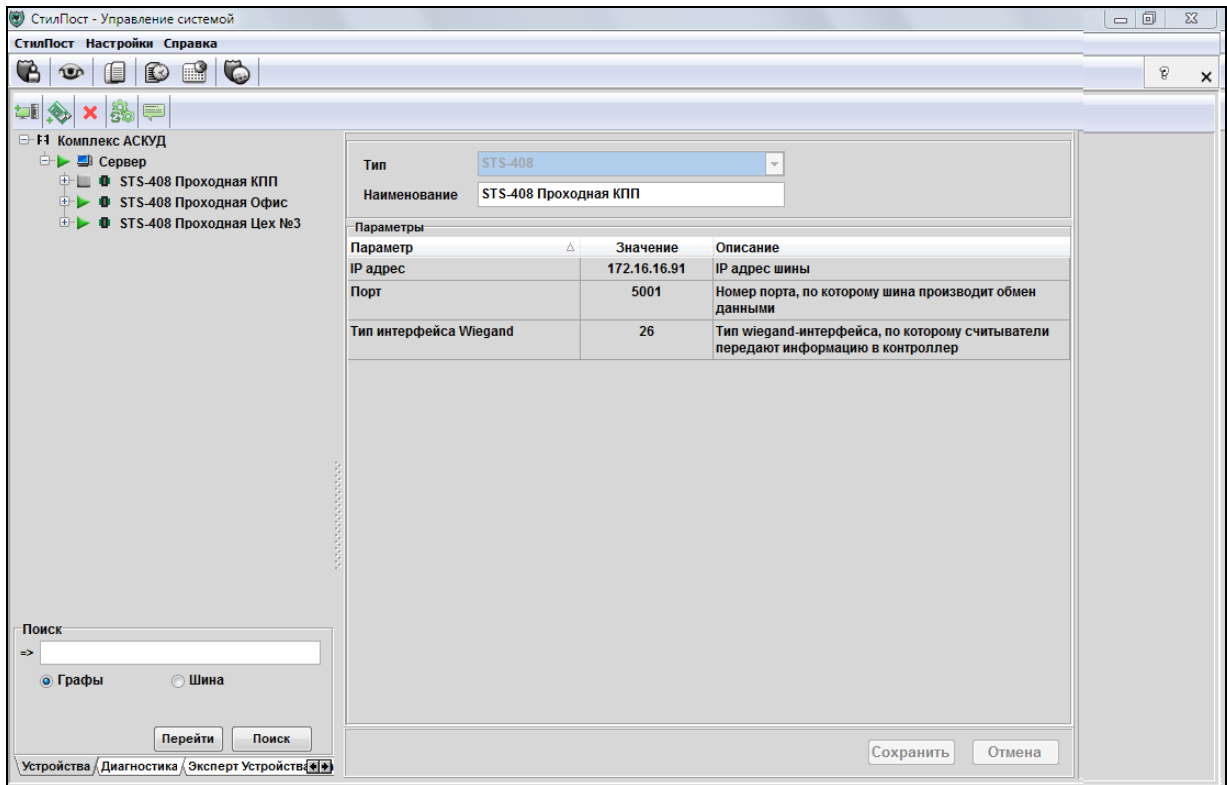 СтилПост - Управление системой
СтилПост Настройки Справка
Комплекс АСКУД
Сервер
STS-408 Проходная КПП
STS-408 Проходная Офис
STS-408 Проходная Цех №3
Тип STS-408
Наименование STS-408 Проходная КПП
Параметры
Параметр Значение Описание
IP адрес 172.16.16.91 IP адрес шины
Порт 5001 Номер порта, по которому шина производит обмен
данными
Тип интерфейса Wiegand 26 Тип wiegand-интерфейса, по которому считыватели
передают информацию в контроллер
Поиск
=>
Графы Шина
Перейти Поиск
Сохранить Отмена
Устройства Диагностика Эксперт Устройства